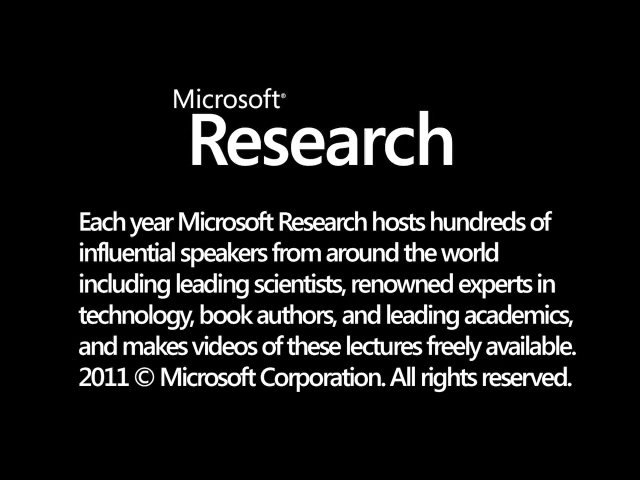 Microsoft®
Research
Each year Microsoft Research hosts hundreds of
influential speakers from around the world
including leading scientists, renowned experts in
technology, book authors, and leading academics,
and makes videos of these lectures freely available.
2011 © Microsoft Corporation. All rights reserved.